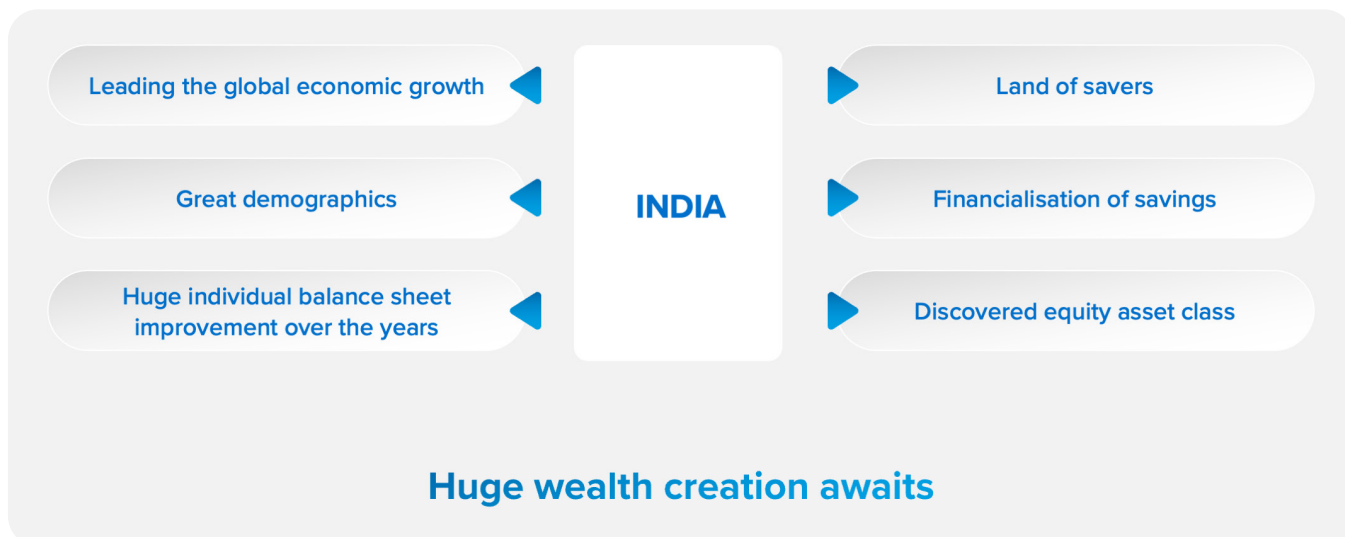 Leading the global economic growth
Great demographics
Huge individual balance sheet
improvement over the years
INDIA
Land of savers
Financialisation of savings
Discovered equity asset class
Huge wealth creation awaits